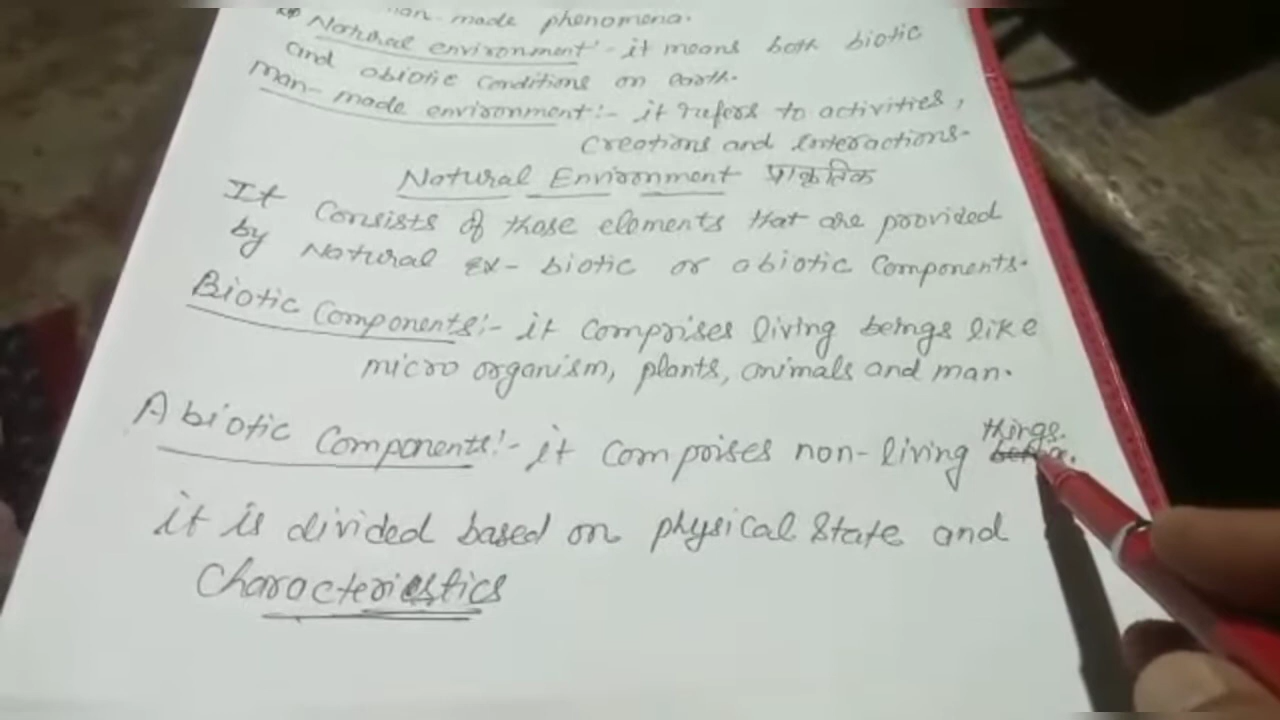 man-made phenomena.
Natural environment:- it means both biotic
and abiotic conditions on earth.
Man-made environment:- it refers to activities,
Creations and Interactions-
Natural Environment प्राकृतिक
It Consists of those elements that are provided
by Natural Ex- biotic or abiotic Components.
Biotic Components:- it comprises living beings like
micro organism, plants, animals and man.
Abiotic Components:- it comprises non-living things.
it is divided based on physical State and
Characteristics